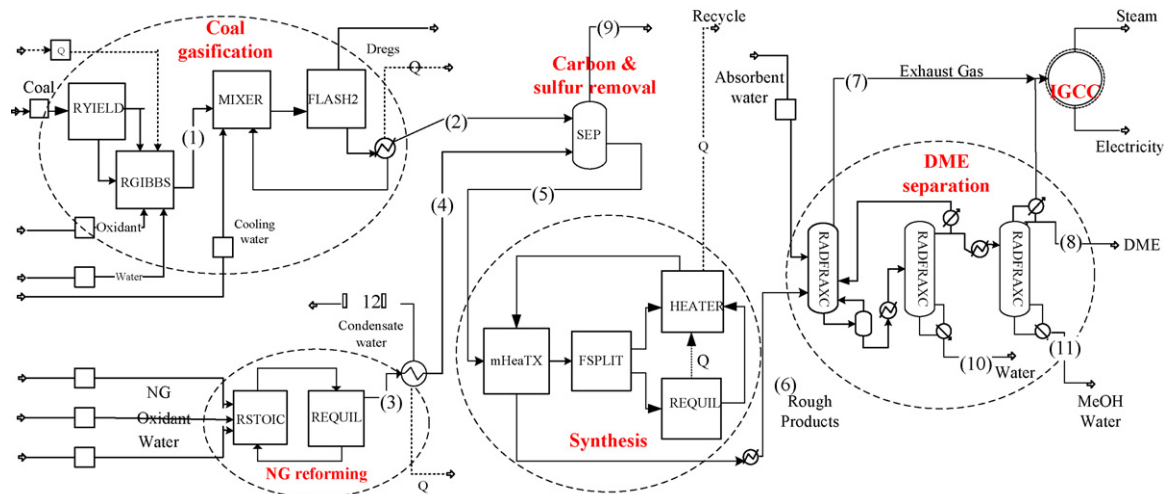 Coal
gasification
Q
Coal
RYIELD
RGIBBS
(1)
MIXER
FLASH2
Dregs
Q
(2)
Oxidant
Water
Cooling
water
Carbon &
sulfur removal
(9)
SEP
(4)
(5)
Recycle
Q
Absorbent
water
(7)
Exhaust Gas
Steam
IGCC
Electricity
DME
separation
RADFRAXC
RADFRAXC
RADFRAXC
(8)
DME
(10)
Water
(11)
MeOH
Water
12
Condensate
water
NG
Oxidant
Water
RSTOIC
REQUIL
(3)
NG reforming
Q
mHeaTX
FSPLIT
HEATER
Q
REQUIL
Synthesis
(6)
Rough
Products